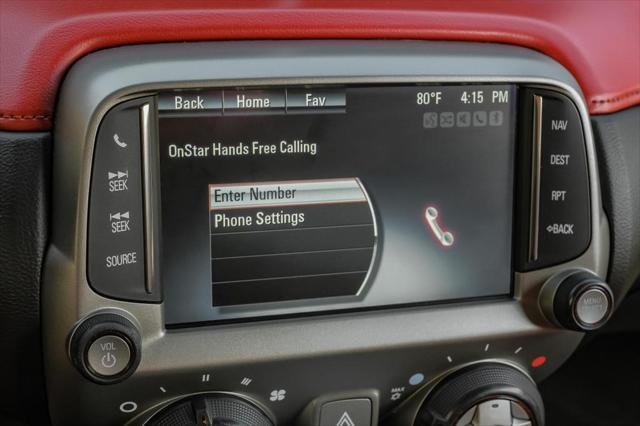 Back Home Fav 80°F 4:15 PM
OnStar Hands Free Calling
Enter Number
Phone Settings
SEEK
SEEK
SOURCE
NAV
DEST
RPT
BACK
VOL
MENU
MAX